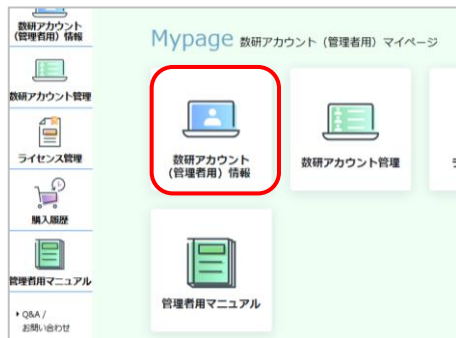 数研アカウント
(管理者用) 情報
数研アカウント管理
ライセンス管理
購入履歴
管理者用マニュアル
Q&A /
お問い合わせ
Mypage 数研アカウント (管理者用) マイページ
数研アカウント
(管理者用) 情報
数研アカウント管理
管理者用マニュアル